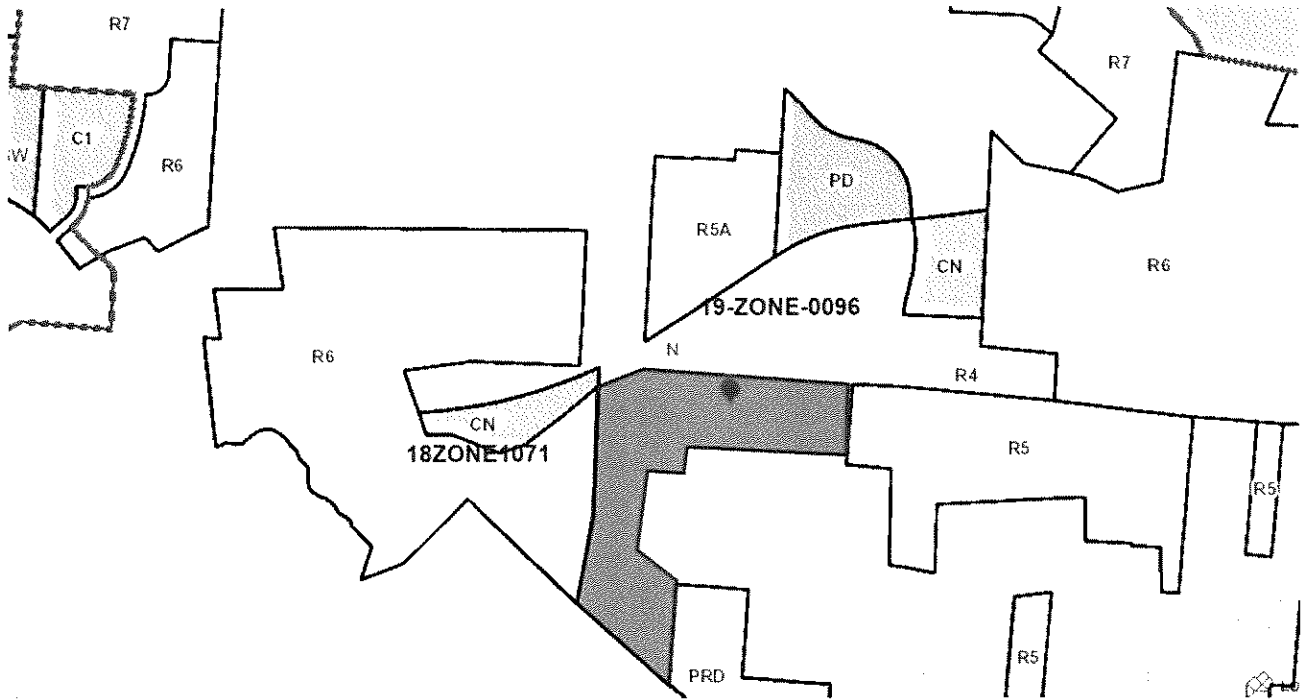 R7
R7
C1
R6
PD
R5A
CN
R6
19-ZONE-0096
N
R6
R4
CN
18ZONE1071
R5
R5
R5
PRD